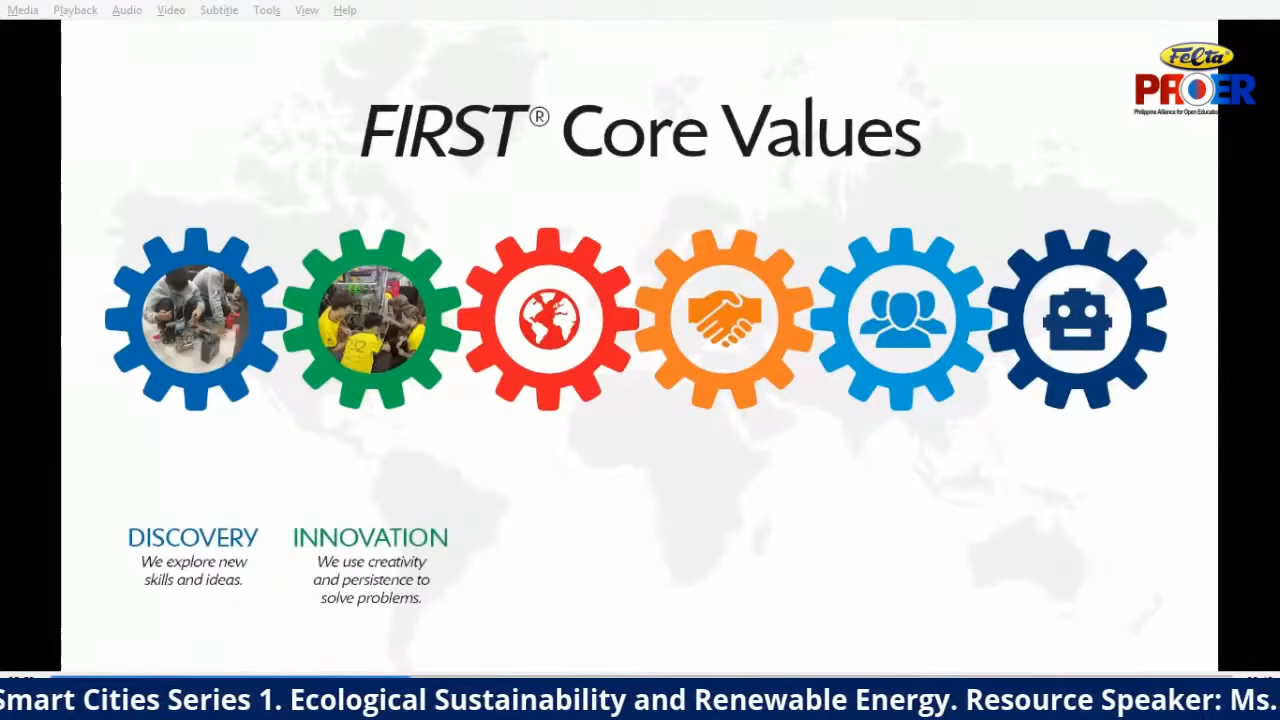 Media Playback Audio Video Subtitle Tools View Help
Felta
PAOER
FIRST® Core Values
DISCOVERY
We explore new
skills and ideas.
INNOVATION
We use creativity
and persistence to
solve problems.
Smart Cities Series 1. Ecological Sustainability and Renewable Energy. Resource Speaker: Ms.